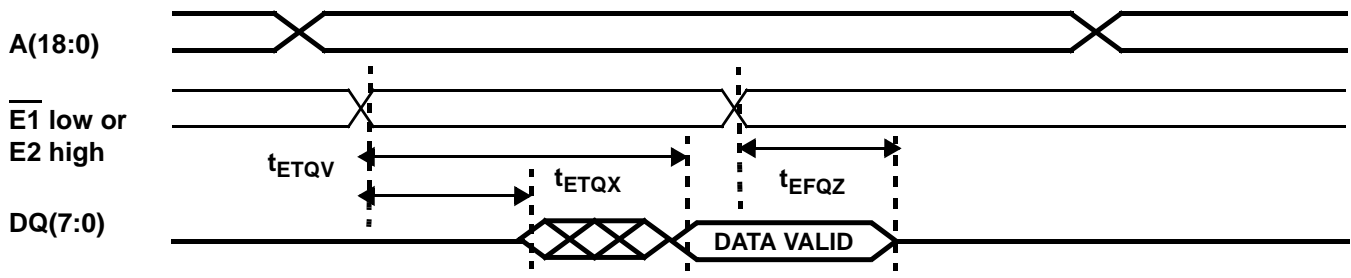 A(18:0)
E1 low or
E2 high
tETQV
tETQX
tEFQZ
DQ(7:0)
DATA VALID